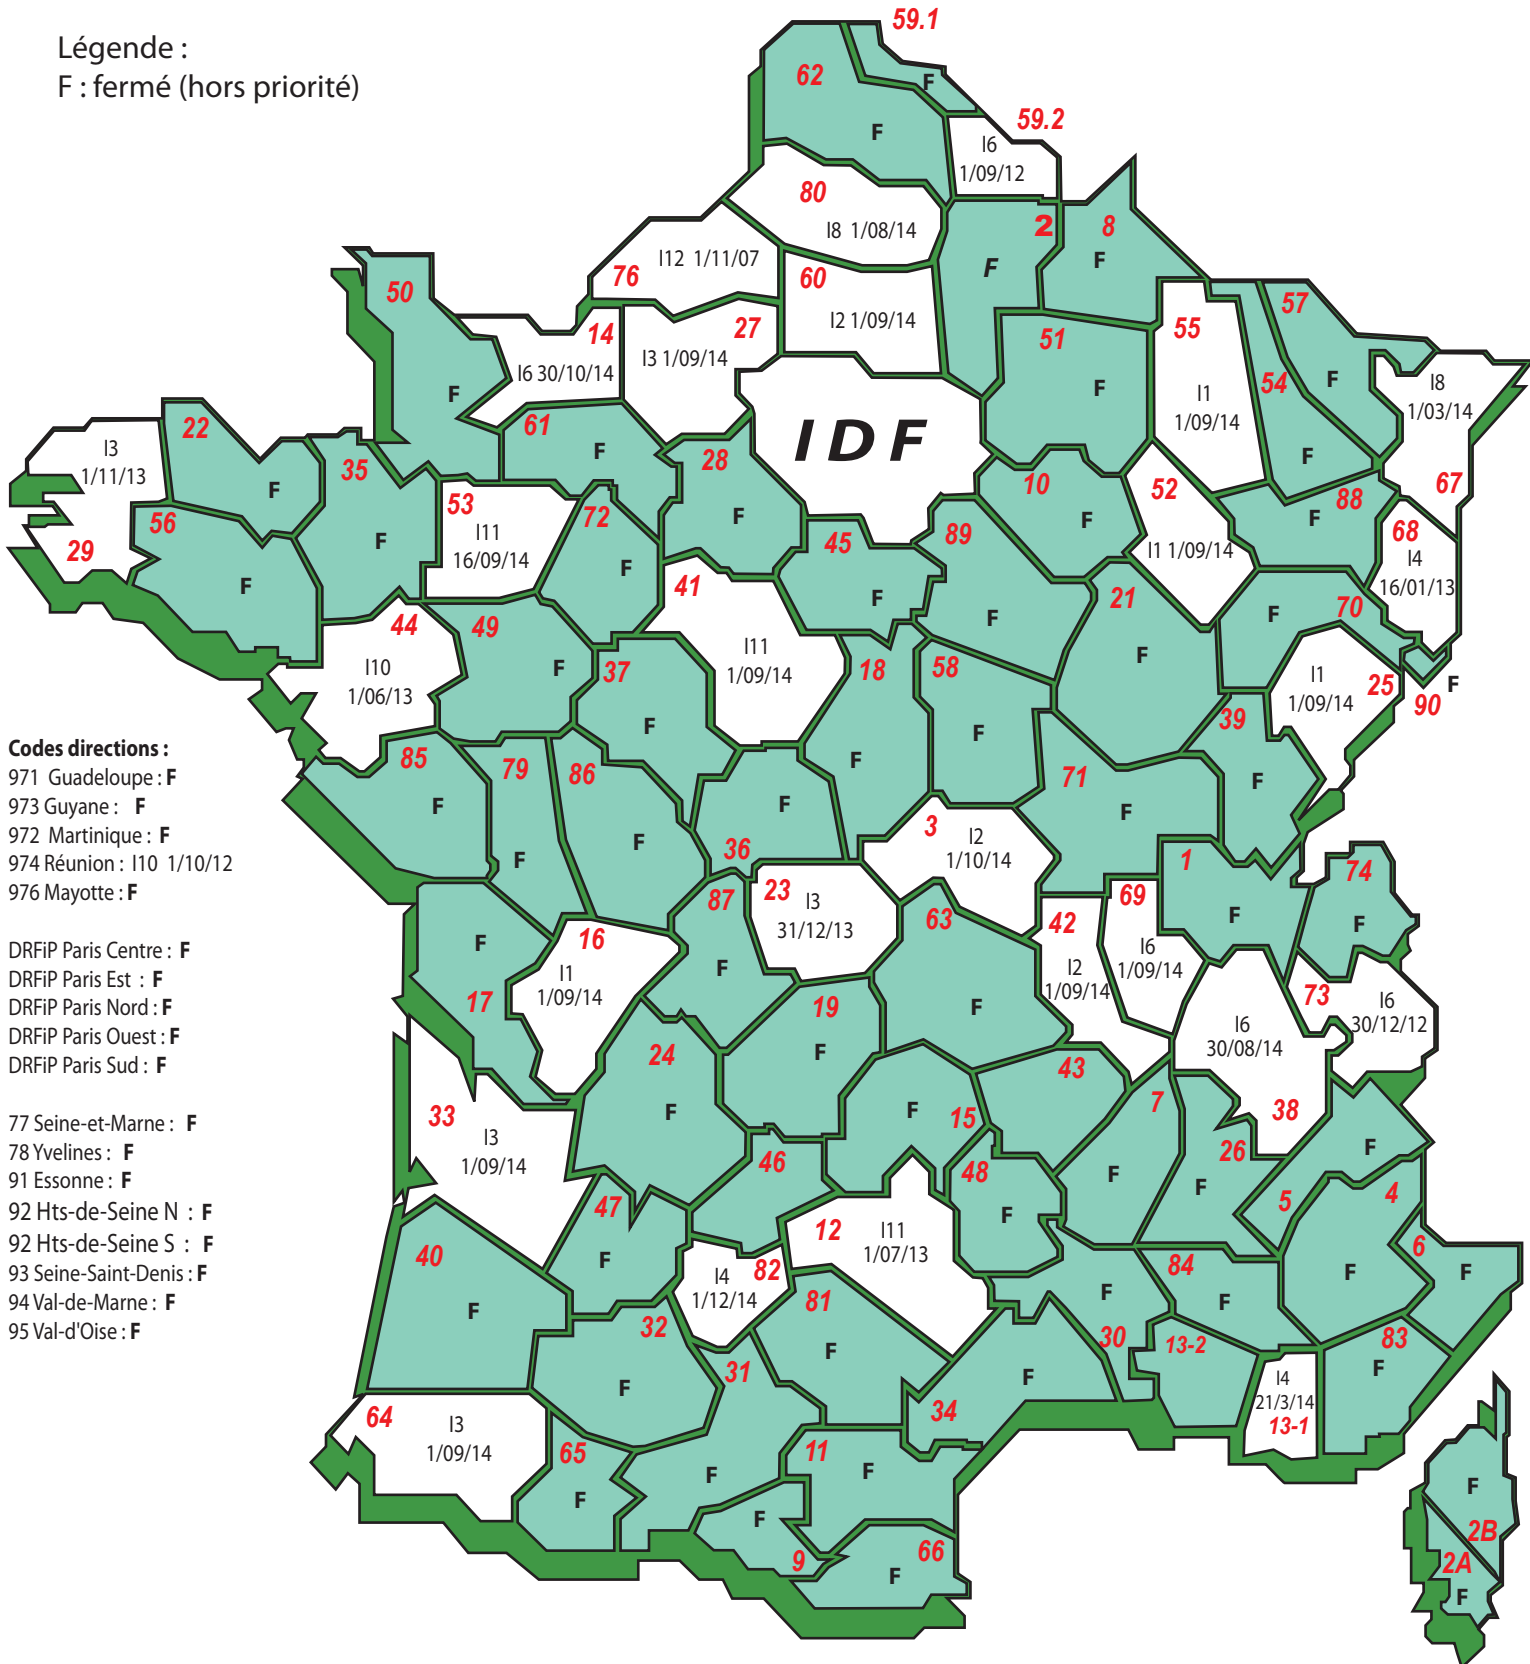 Légende :
F : fermé (hors priorité)
59.1
62
F
F
59.2
I6
1/09/12
80
I8 1/08/14
2
F
8
F
76
I12 1/11/07
60
I2 1/09/14
50
F
14
I6 30/10/14
27
I3 1/09/14
51
F
55
I1
1/09/14
57
F
54
F
I8
1/03/14
67
IDF
22
F
I3
1/11/13
29
35
F
61
F
28
F
10
F
52
I1 1/09/14
88
F
56
F
53
I11
16/09/14
72
F
45
F
89
F
68
I4
16/01/13
41
I11
1/09/14
21
F
70
F
44
I10
1/06/13
49
F
37
F
18
F
58
F
25
I1
1/09/14
90
F
39
F
Codes directions :
971 Guadeloupe : F
973 Guyane : F
972 Martinique : F
974 Réunion : I10 1/10/12
976 Mayotte : F
DRFiP Paris Centre : F
DRFiP Paris Est : F
DRFiP Paris Nord : F
DRFiP Paris Ouest : F
DRFiP Paris Sud : F
77 Seine-et-Marne : F
78 Yvelines : F
91 Essonne : F
92 Hts-de-Seine N : F
92 Hts-de-Seine S : F
93 Seine-Saint-Denis : F
94 Val-de-Marne : F
95 Val-d'Oise : F
85
F
79
F
86
F
36
F
71
F
3
I2
1/10/14
1
F
74
F
87
F
23
I3
31/12/13
63
F
42
I2
1/09/14
69
I6
1/09/14
16
I1
1/09/14
17
F
19
F
73
I6
30/12/12
I6
30/08/14
38
24
F
33
I3
1/09/14
43
15
F
7
F
26
F
46
48
F
5
F
4
F
6
F
47
F
12
I11
1/07/13
40
F
82
I4
1/12/14
81
F
84
F
30
F
32
F
31
F
13-2
83
F
I4
21/3/14
13-1
34
F
64
I3
1/09/14
65
F
11
F
9
F
66
F
F
2B
2A
F